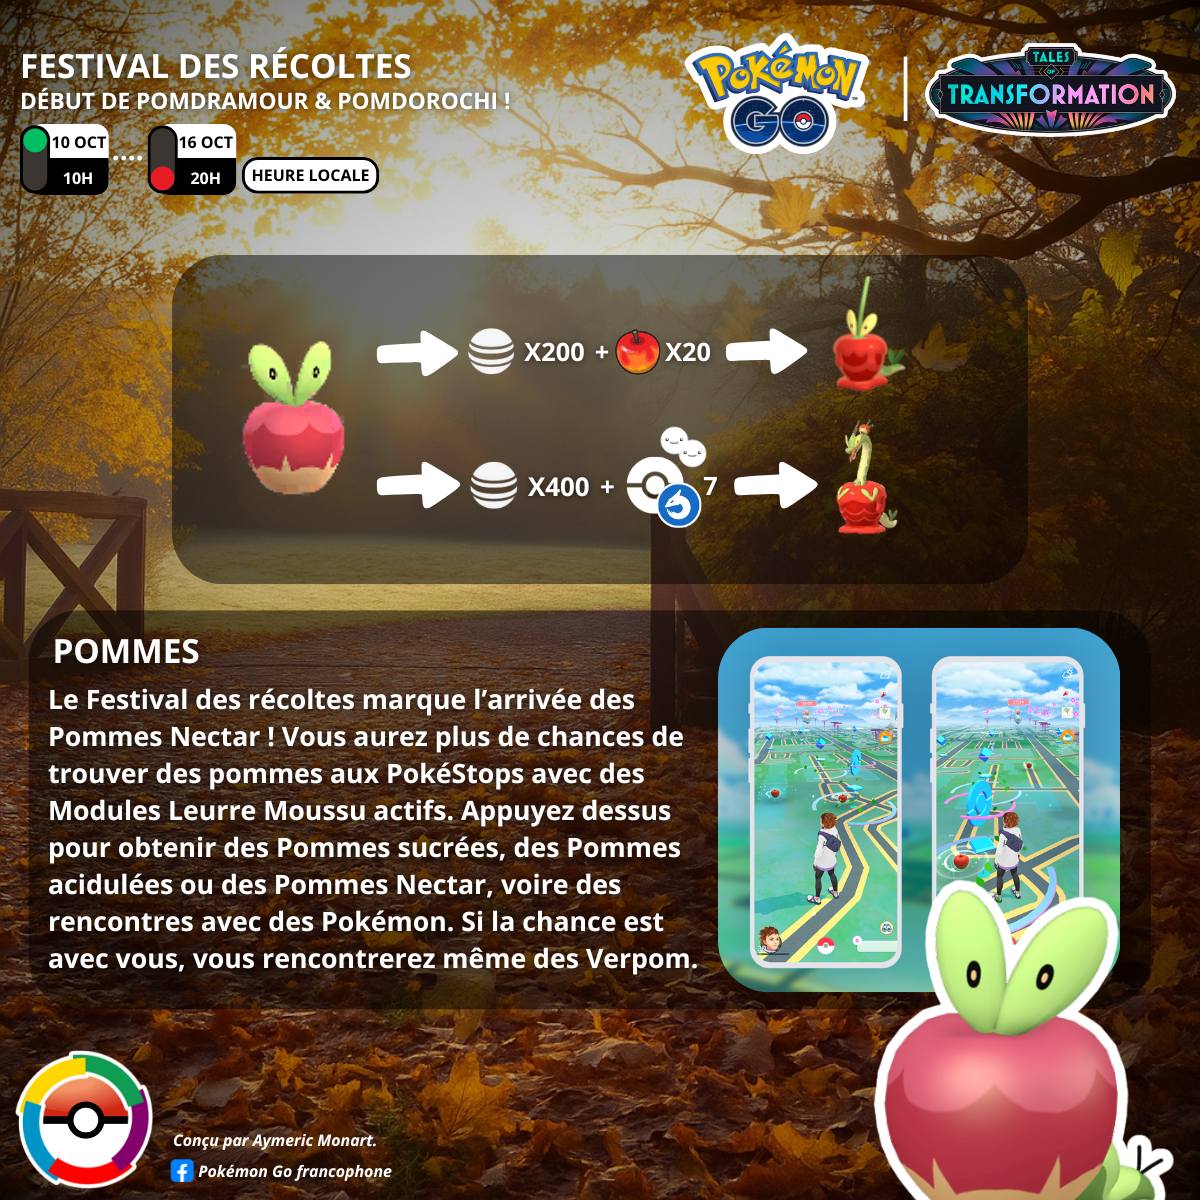 FESTIVAL DES RÉCOLTES
DÉBUT DE POMDRAMOUR & POMDOROCHI !
10 OCT
10H
16 OCT
20H
HEURE LOCALE
POKéMON
GO
TALES
OF
TRANSFORMATION
X200 + X20
X400 + 7
POMMES
Le Festival des récoltes marque l’arrivée des
Pommes Nectar ! Vous aurez plus de chances de
trouver des pommes aux PokéStops avec des
Modules Leurre Moussu actifs. Appuyez dessus
pour obtenir des Pommes sucrées, des Pommes
acidulées ou des Pommes Nectar, voire des
rencontres avec des Pokémon. Si la chance est
avec vous, vous rencontrerez même des Verpom.
Conçu par Aymeric Monart.
Pokémon Go francophone